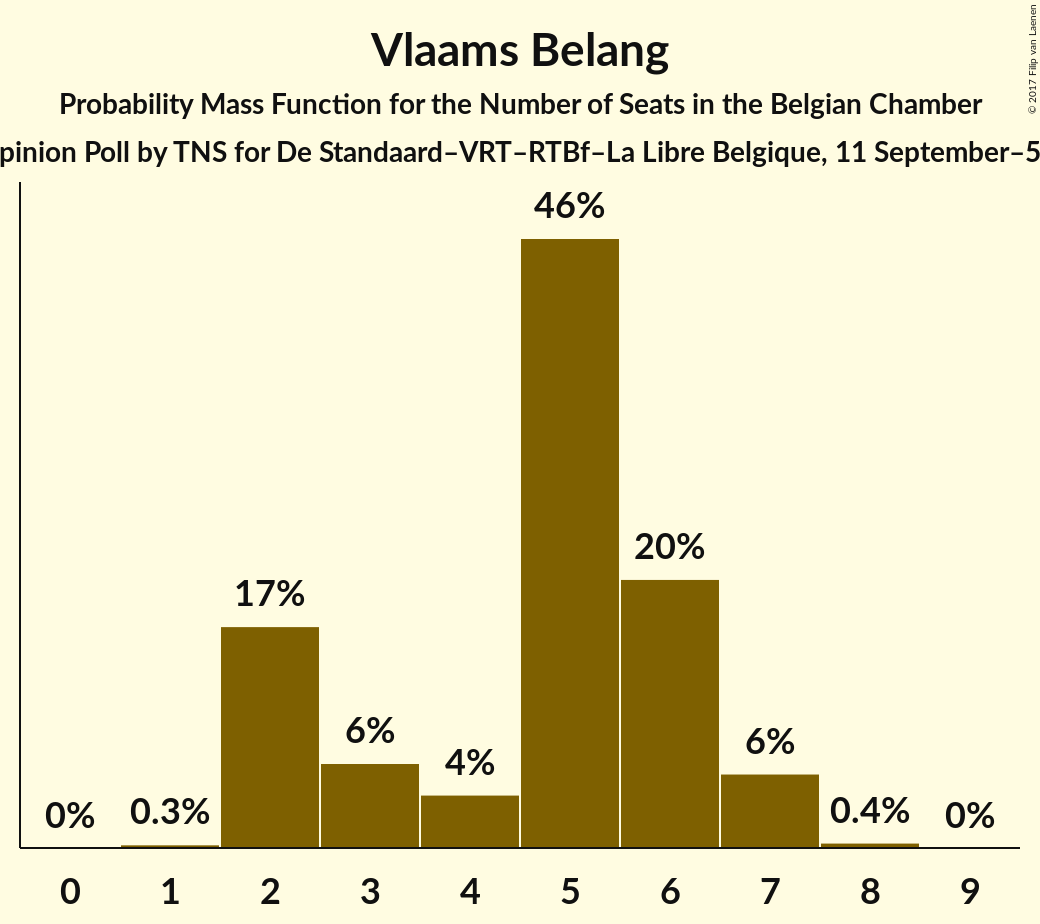 Vlaams Belang
Probability Mass Function for the Number of Seats in the Belgian Chamber
pinion Poll by TNS for De Standaard–VRT–RTBf–La Libre Belgique, 11 September–5
© 2017 Filip van Laenen
46%
20%
17%
6%
4%
6%
0%
0.3%
0.4%
0%
0 1 2 3 4 5 6 7 8 9